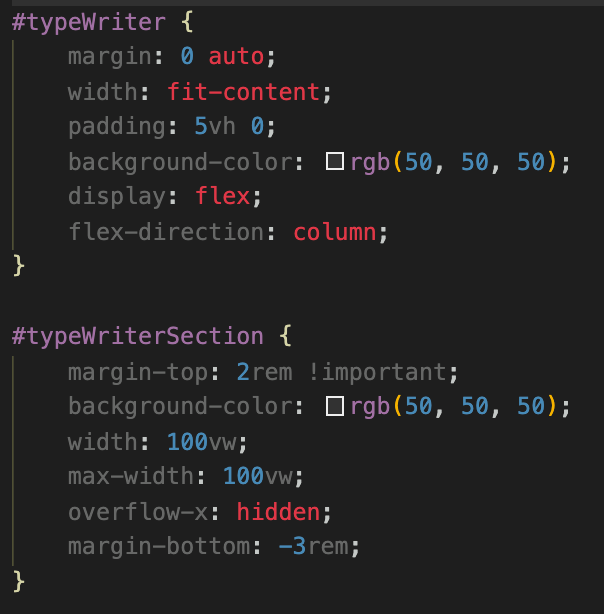 #typeWriter {
    margin: 0 auto;
    width: fit-content;
    padding: 5vh 0;
    background-color: rgb(50, 50, 50);
    display: flex;
    flex-direction: column;
}

#typeWriterSection {
    margin-top: 2rem !important;
    background-color: rgb(50, 50, 50);
    width: 100vw;
    max-width: 100vw;
    overflow-x: hidden;
    margin-bottom: -3rem;
}